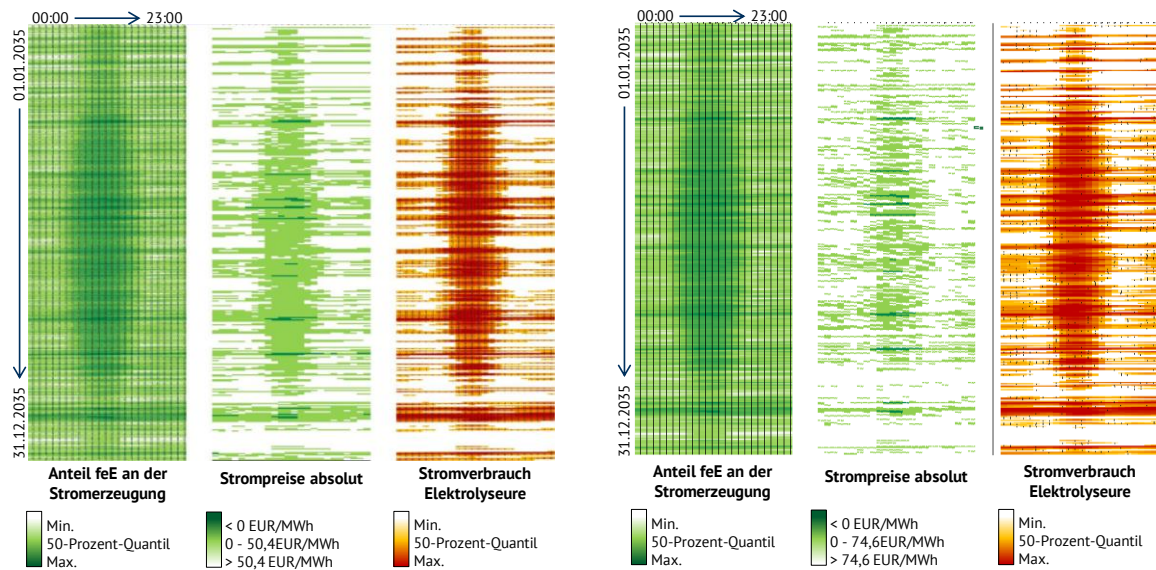 00:00 23:00
01.01.2035
31.12.2035
Anteil feE an der
Stromerzeugung
Min.
50-Prozent-Quantil
Max.
Strompreise absolut
< 0 EUR/MWh
0 - 50,4EUR/MWh
> 50,4 EUR/MWh
Stromverbrauch
Elektrolyseure
Min.
50-Prozent-Quantil
Max.
00:00 23:00
01.01.2035
31.12.2035
Anteil feE an der
Stromerzeugung
Min.
50-Prozent-Quantil
Max.
Strompreise absolut
< 0 EUR/MWh
0 - 74,6EUR/MWh
> 74,6 EUR/MWh
Stromverbrauch
Elektrolyseure
Min.
50-Prozent-Quantil
Max.